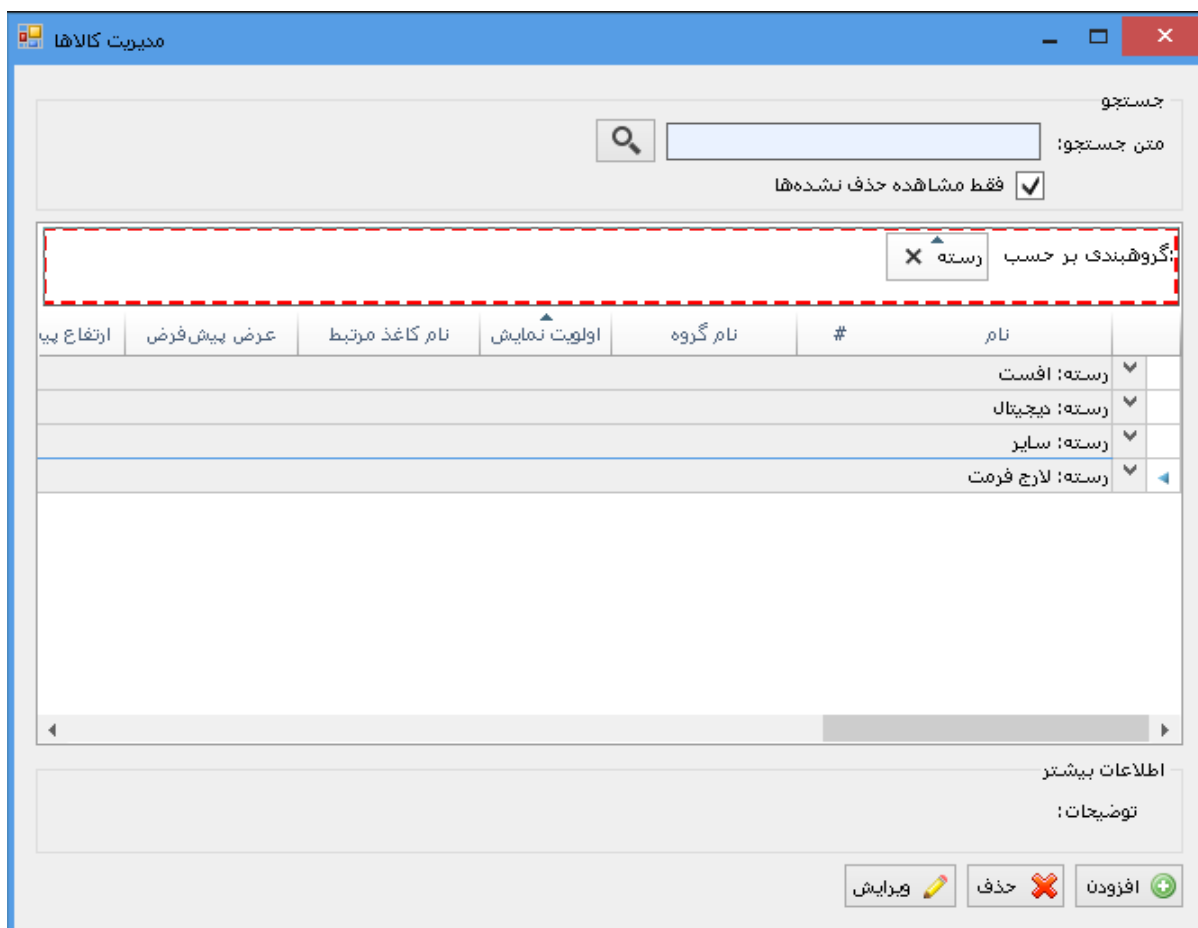 مدیریت کالاها
جستجو
متن جستجو:
فقط مشاهده حذف نشده‌ها
گروهبندی بر حسب: رسته
نام # نام گروه اولویت نمایش نام کاغذ مرتبط عرض پیش‌فرض ارتفاع پی
رسته: افست
رسته: دیجیتال
رسته: سایر
رسته: لارج فرمت
اطلاعات بیشتر
توضیحات:
افزودن حذف ویرایش